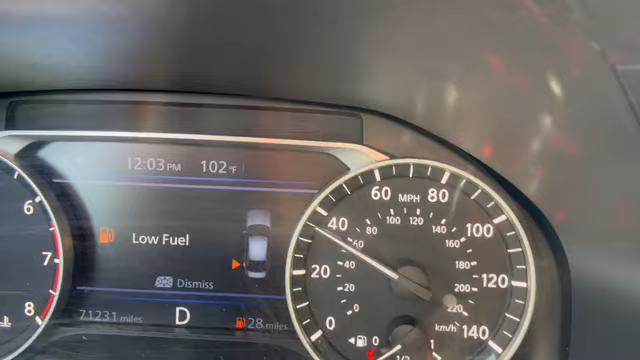 12:03 PM 102°F
Low Fuel
Dismiss
71231 miles D 28 miles
6
7
8
0 20 40 60 80 100 120 140
MPH
0 20 40 60 80 100 120 140 160 180 200 220
km/h
0 1/2 1